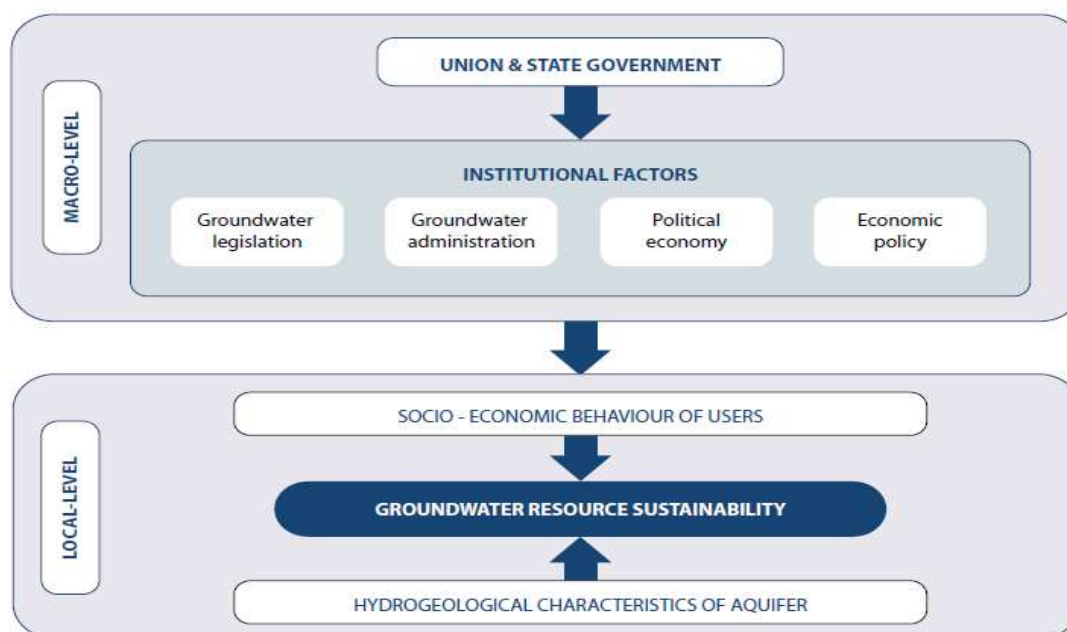 UNION & STATE GOVERNMENT
MACRO-LEVEL
INSTITUTIONAL FACTORS
Groundwater
legislation
Groundwater
administration
Political
economy
Economic
policy
LOCAL-LEVEL
SOCIO - ECONOMIC BEHAVIOUR OF USERS
GROUNDWATER RESOURCE SUSTAINABILITY
HYDROGEOLOGICAL CHARACTERISTICS OF AQUIFER